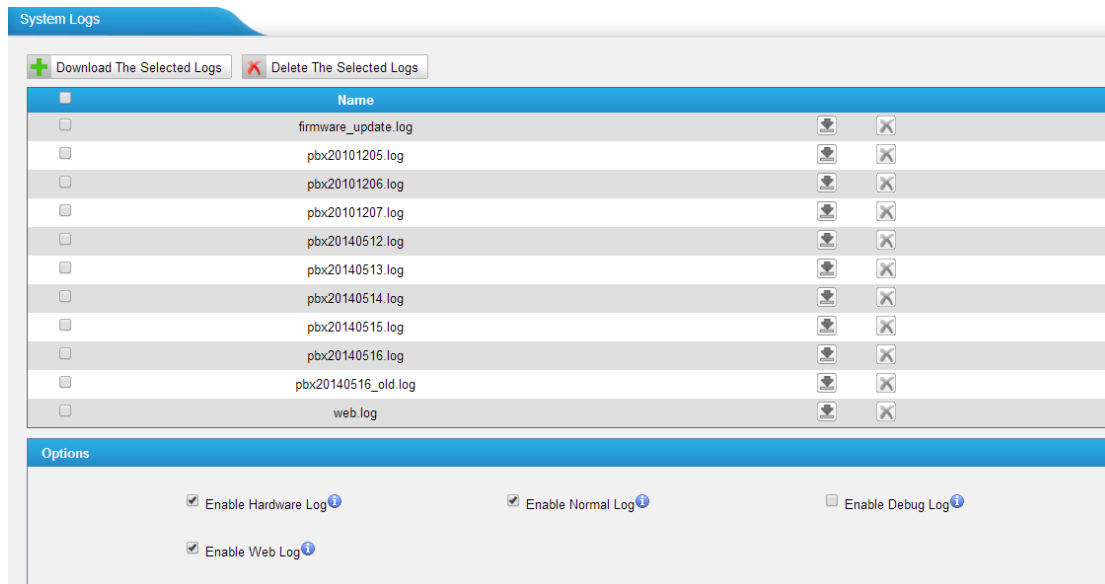 System Logs
Download The Selected Logs Delete The Selected Logs
Name
firmware_update.log
pbx20101205.log
pbx20101206.log
pbx20101207.log
pbx20140512.log
pbx20140513.log
pbx20140514.log
pbx20140515.log
pbx20140516.log
pbx20140516_old.log
web.log
Options
Enable Hardware Log Enable Normal Log Enable Debug Log
Enable Web Log